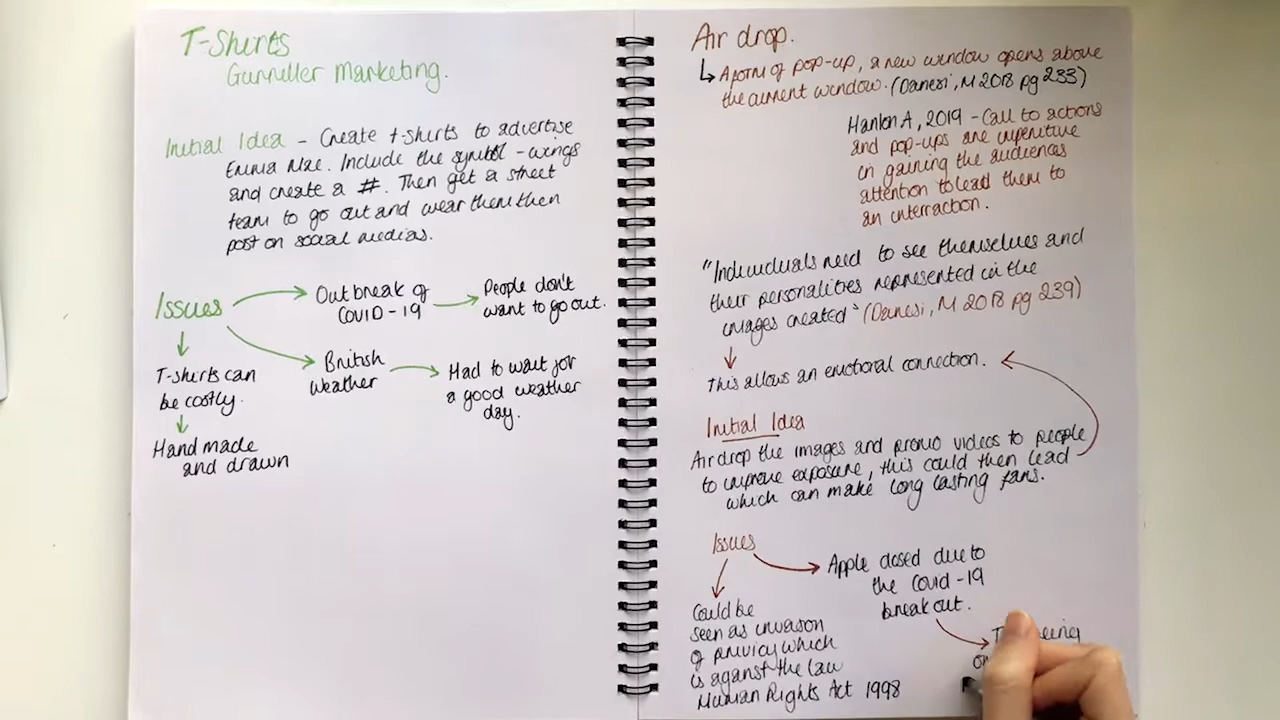 T-Shirts
Gurruller Marketing.
Initial Idea - Create t-shirts to advertise
Emma Mae. Include the symbol - wings
and create a #. Then get a street
team to go out and wear them then
post on social medias.
Issues
Outbreak of
COVID-19
People don't
want to go out.
British
Weather
Had to wait for
a good weather
day.
T-shirts can
be costly.
Hand made
and drawn
Air drop.
A form of pop-up, a new window opens above
the current window. (Danesi, M 2018 pg 233)
Hanlon A, 2019 - Call to actions
and pop-ups are imperitive
in gaining the audiences
attention to lead them to
an interraction.
"Individuals need to see themselves and
their personalities represented in the
images created" (Danesi, M 2018 pg 239)
This allows an emotional connection.
Initial Idea
Air drop the images and promo videos to people
to improve exposure, this could then lead
which can make long lasting fans.
Issues
Apple closed due to
the Covid-19
break out.
Could be
seen as invasion
of privicy which
is against the law
Human Rights Act 1998